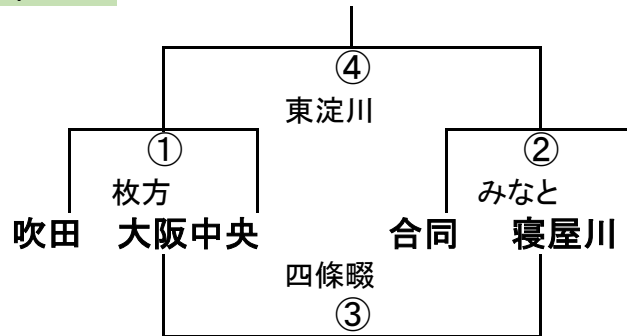 ④
東淀川
① ②
枚方 みなと
吹田 大阪中央 合同 寝屋川
四條畷
③